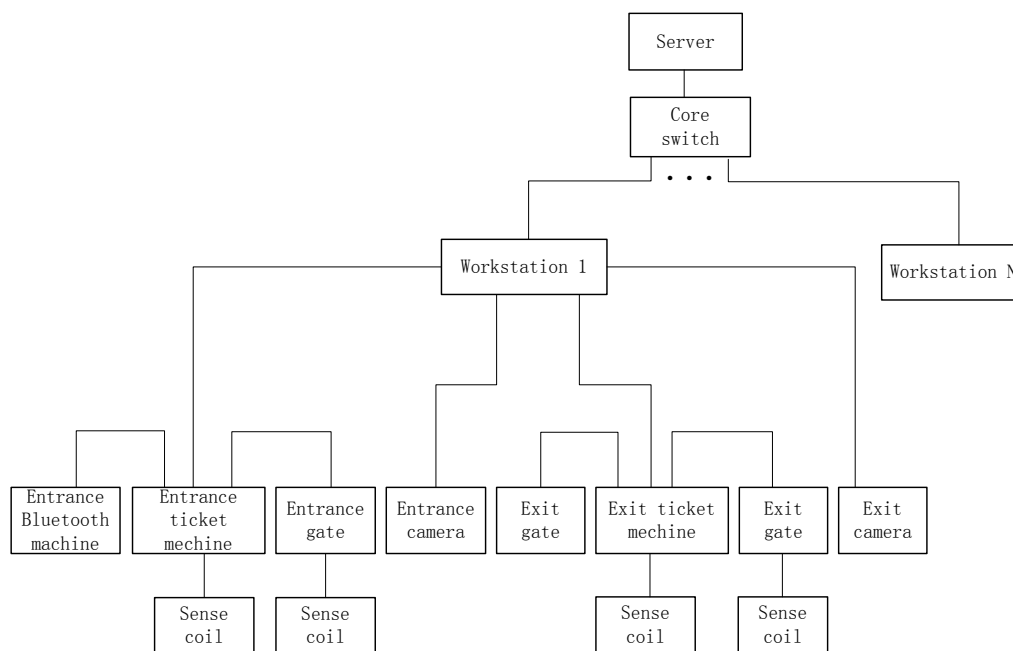 Server
Core
switch
. . .
Workstation 1
Workstation N
Entrance
Bluetooth
machine
Entrance
ticket
mechine
Entrance
gate
Entrance
camera
Exit
gate
Exit ticket
mechine
Exit
gate
Exit
camera
Sense
coil
Sense
coil
Sense
coil
Sense
coil